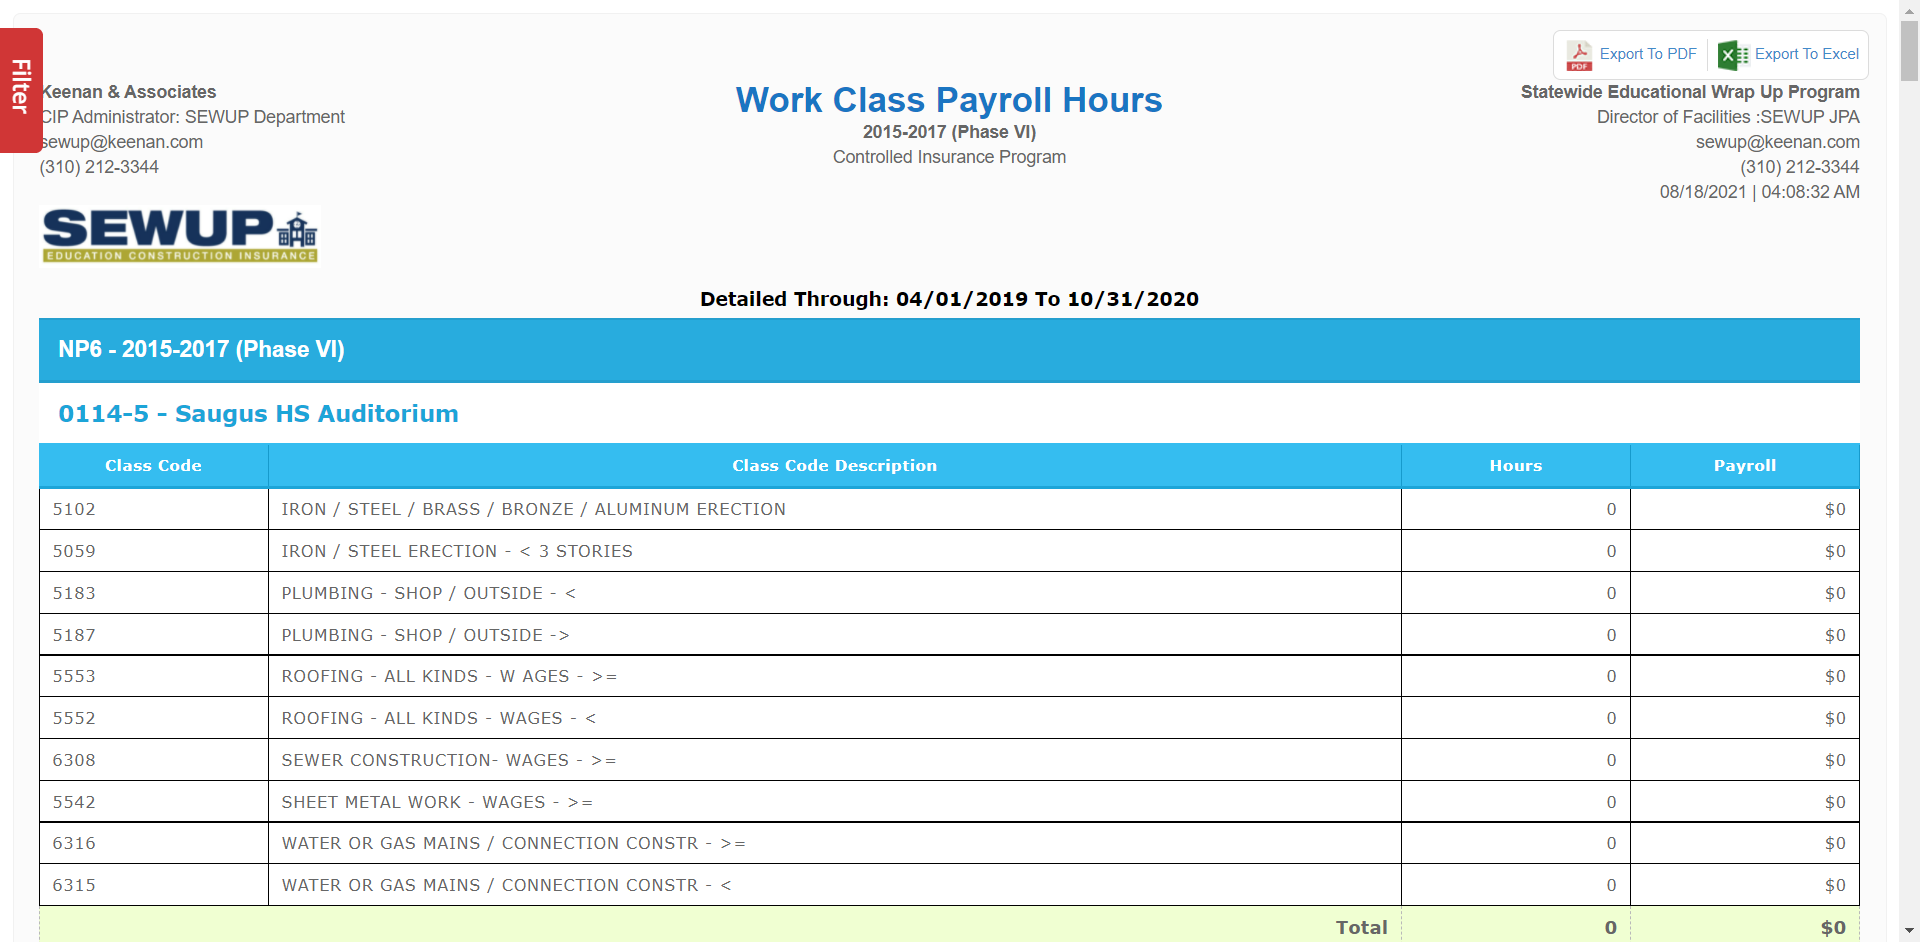 Filter
Export To PDF
Export To Excel
Keenan & Associates
CIP Administrator: SEWUP Department
sewup@keenan.com
(310) 212-3344
Work Class Payroll Hours
2015-2017 (Phase VI)
Controlled Insurance Program
Statewide Educational Wrap Up Program
Director of Facilities :SEWUP JPA
sewup@keenan.com
(310) 212-3344
08/18/2021 | 04:08:32 AM
SEWUP
EDUCATION CONSTRUCTION INSURANCE
Detailed Through: 04/01/2019 To 10/31/2020
NP6 - 2015-2017 (Phase VI)
0114-5 - Saugus HS Auditorium
Class Code Class Code Description Hours Payroll
5102 IRON / STEEL / BRASS / BRONZE / ALUMINUM ERECTION 0 $0
5059 IRON / STEEL ERECTION - < 3 STORIES 0 $0
5183 PLUMBING - SHOP / OUTSIDE - < 0 $0
5187 PLUMBING - SHOP / OUTSIDE -> 0 $0
5553 ROOFING - ALL KINDS - W AGES - >= 0 $0
5552 ROOFING - ALL KINDS - WAGES - < 0 $0
6308 SEWER CONSTRUCTION- WAGES - >= 0 $0
5542 SHEET METAL WORK - WAGES - >= 0 $0
6316 WATER OR GAS MAINS / CONNECTION CONSTR - >= 0 $0
6315 WATER OR GAS MAINS / CONNECTION CONSTR - < 0 $0
Total 0 $0